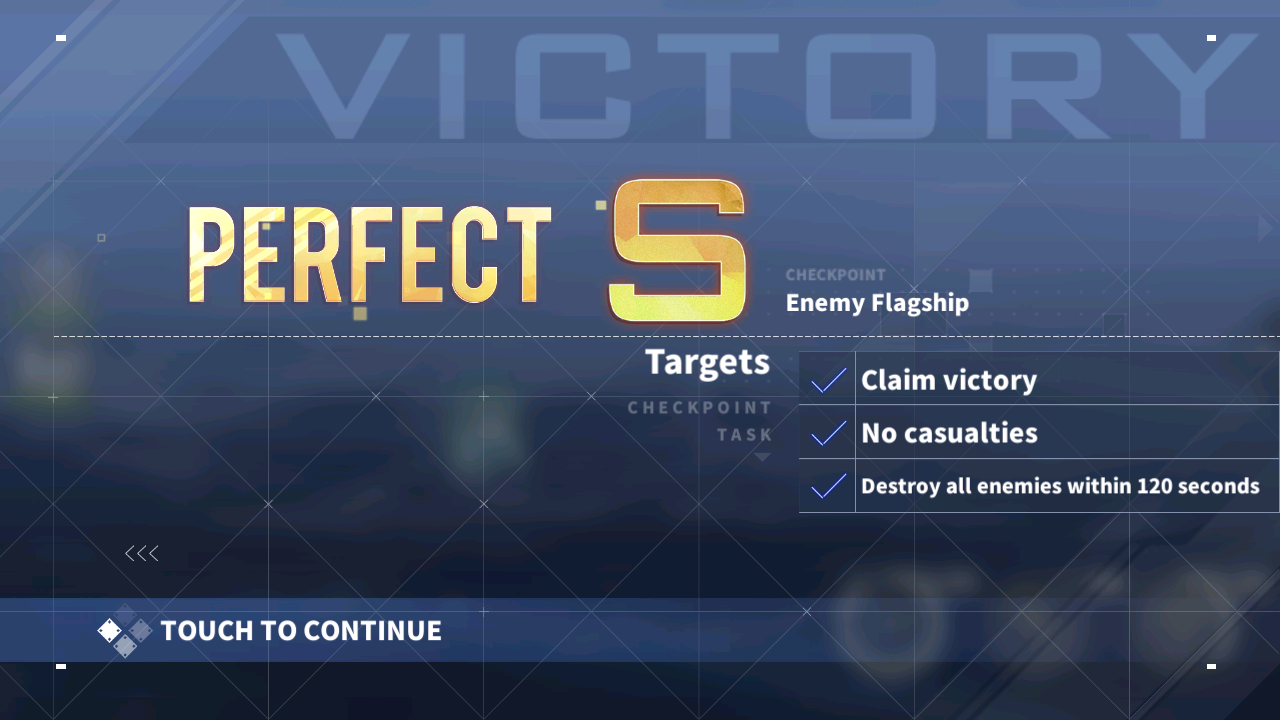 VICTORY
PERFECT S
CHECKPOINT
Enemy Flagship
Targets
CHECKPOINT
TASK
Claim victory
No casualties
Destroy all enemies within 120 seconds
TOUCH TO CONTINUE